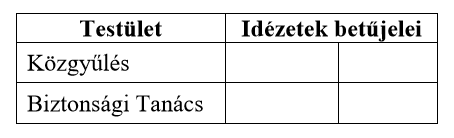 Testület Idézetek betűjelei
Közgyűlés
Biztonsági Tanács